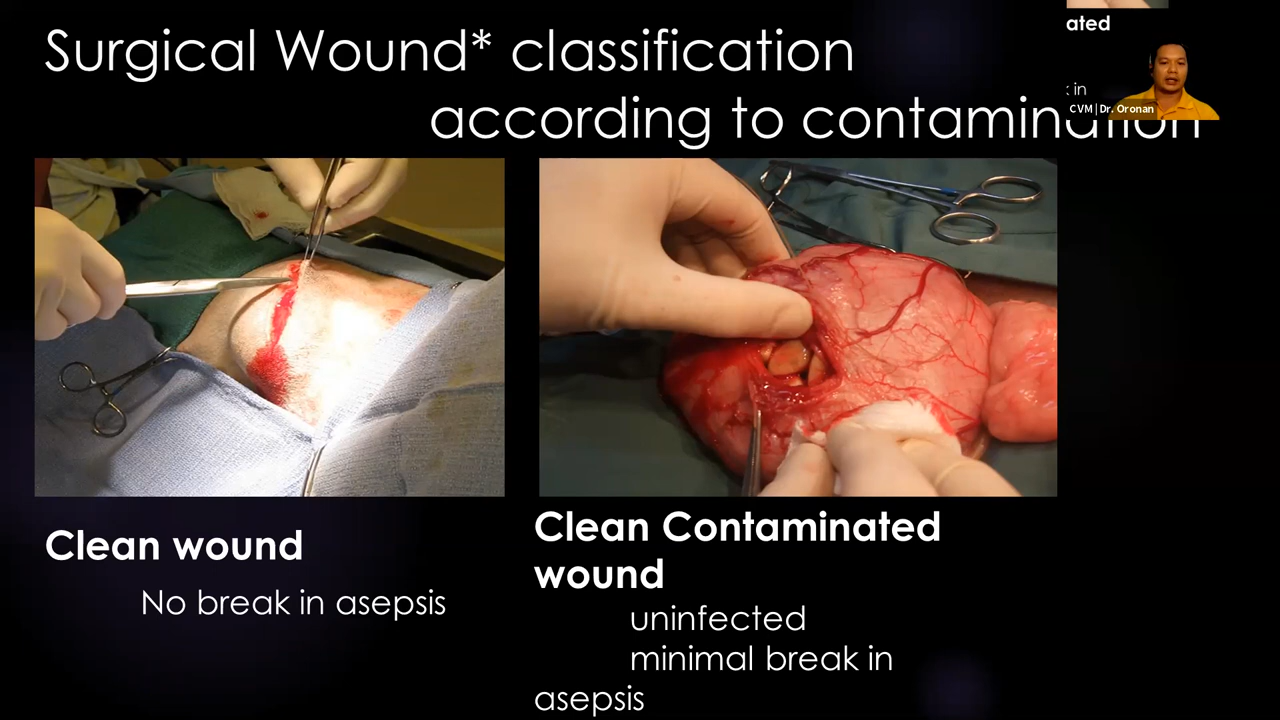 Surgical Wound* classification
according to contamination
ated
in
CVM | Dr. Oronan
Clean wound
No break in asepsis
Clean Contaminated
wound
uninfected
minimal break in
asepsis